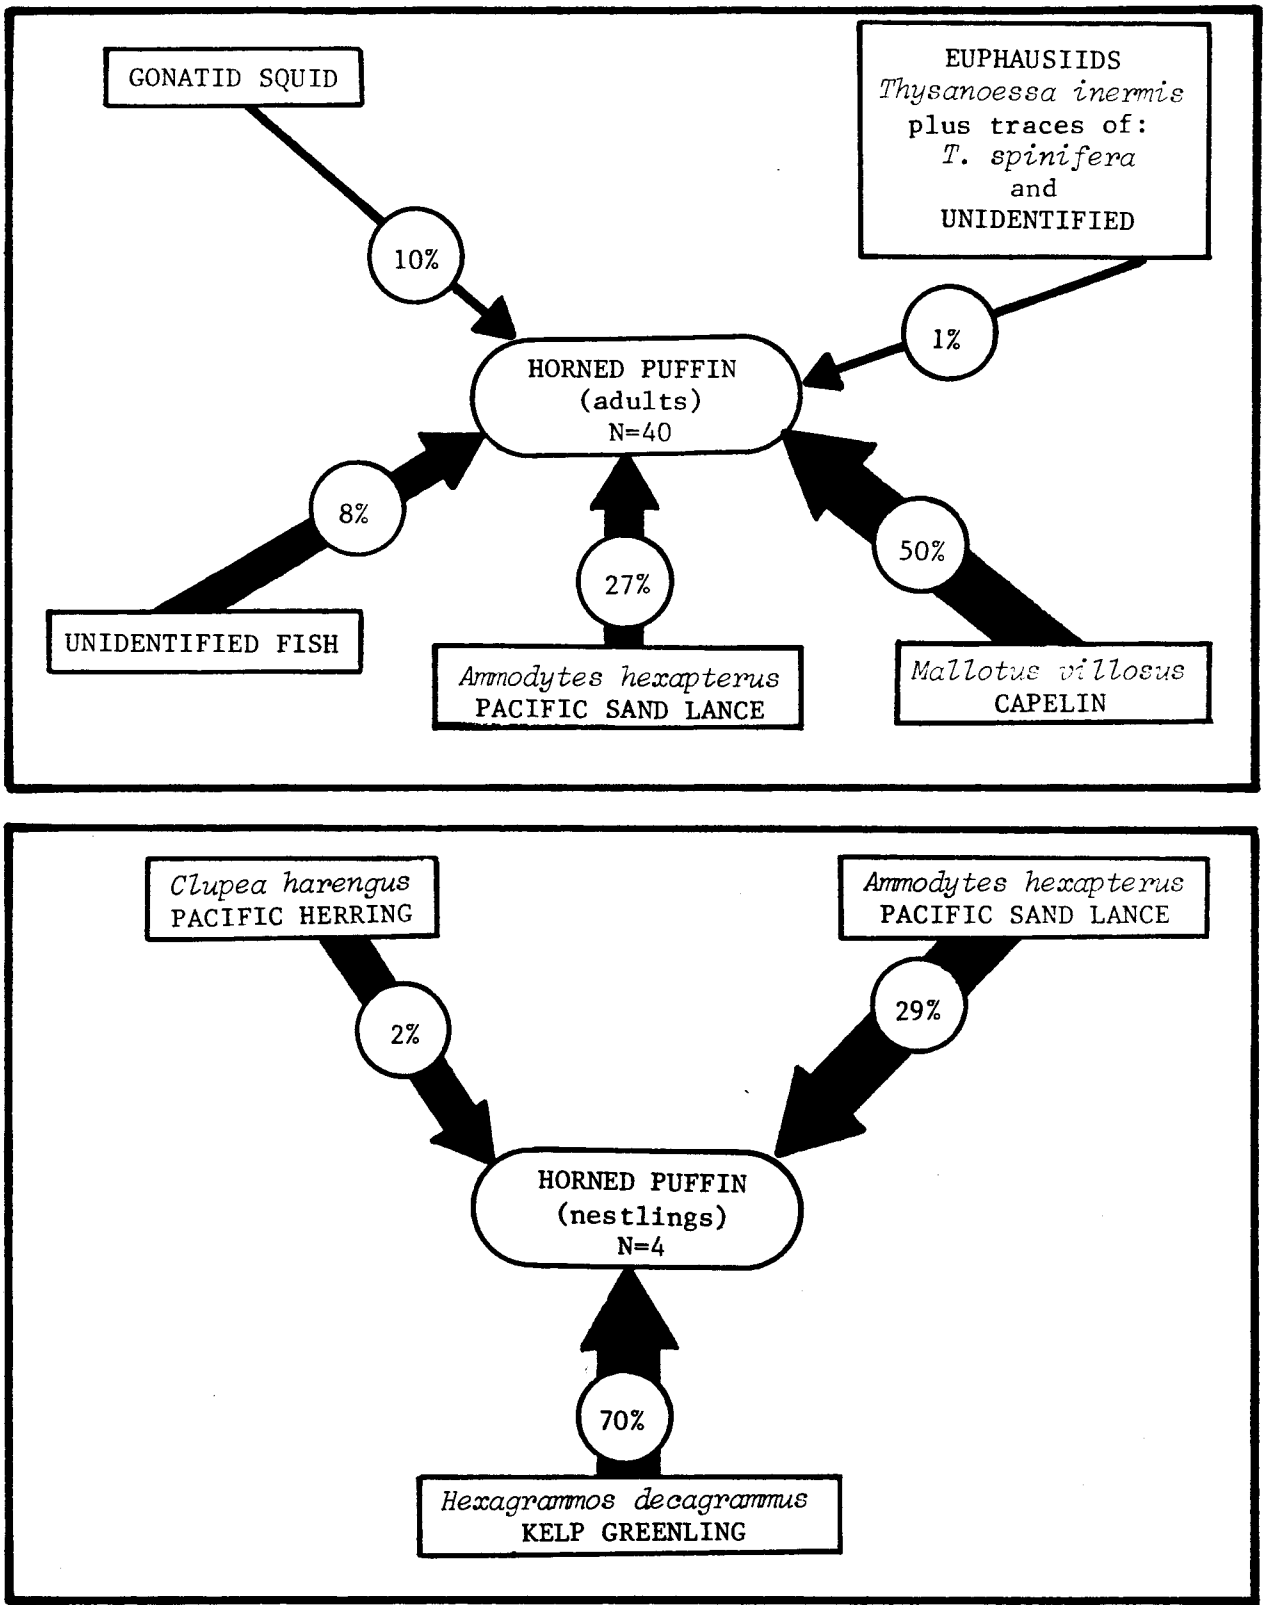 GONATID SQUID
EUPHAUSIIDS
Thysanoessa inermis
plus traces of:
T. spinifera
and
UNIDENTIFIED
10%
1%
HORNED PUFFIN
(adults)
N=40
8%
27%
50%
UNIDENTIFIED FISH
Ammodytes hexapterus
PACIFIC SAND LANCE
Mallotus villosus
CAPELIN
Clupea harengus
PACIFIC HERRING
Ammodytes hexapterus
PACIFIC SAND LANCE
2%
29%
HORNED PUFFIN
(nestlings)
N=4
70%
Hexagrammos decagrammus
KELP GREENLING